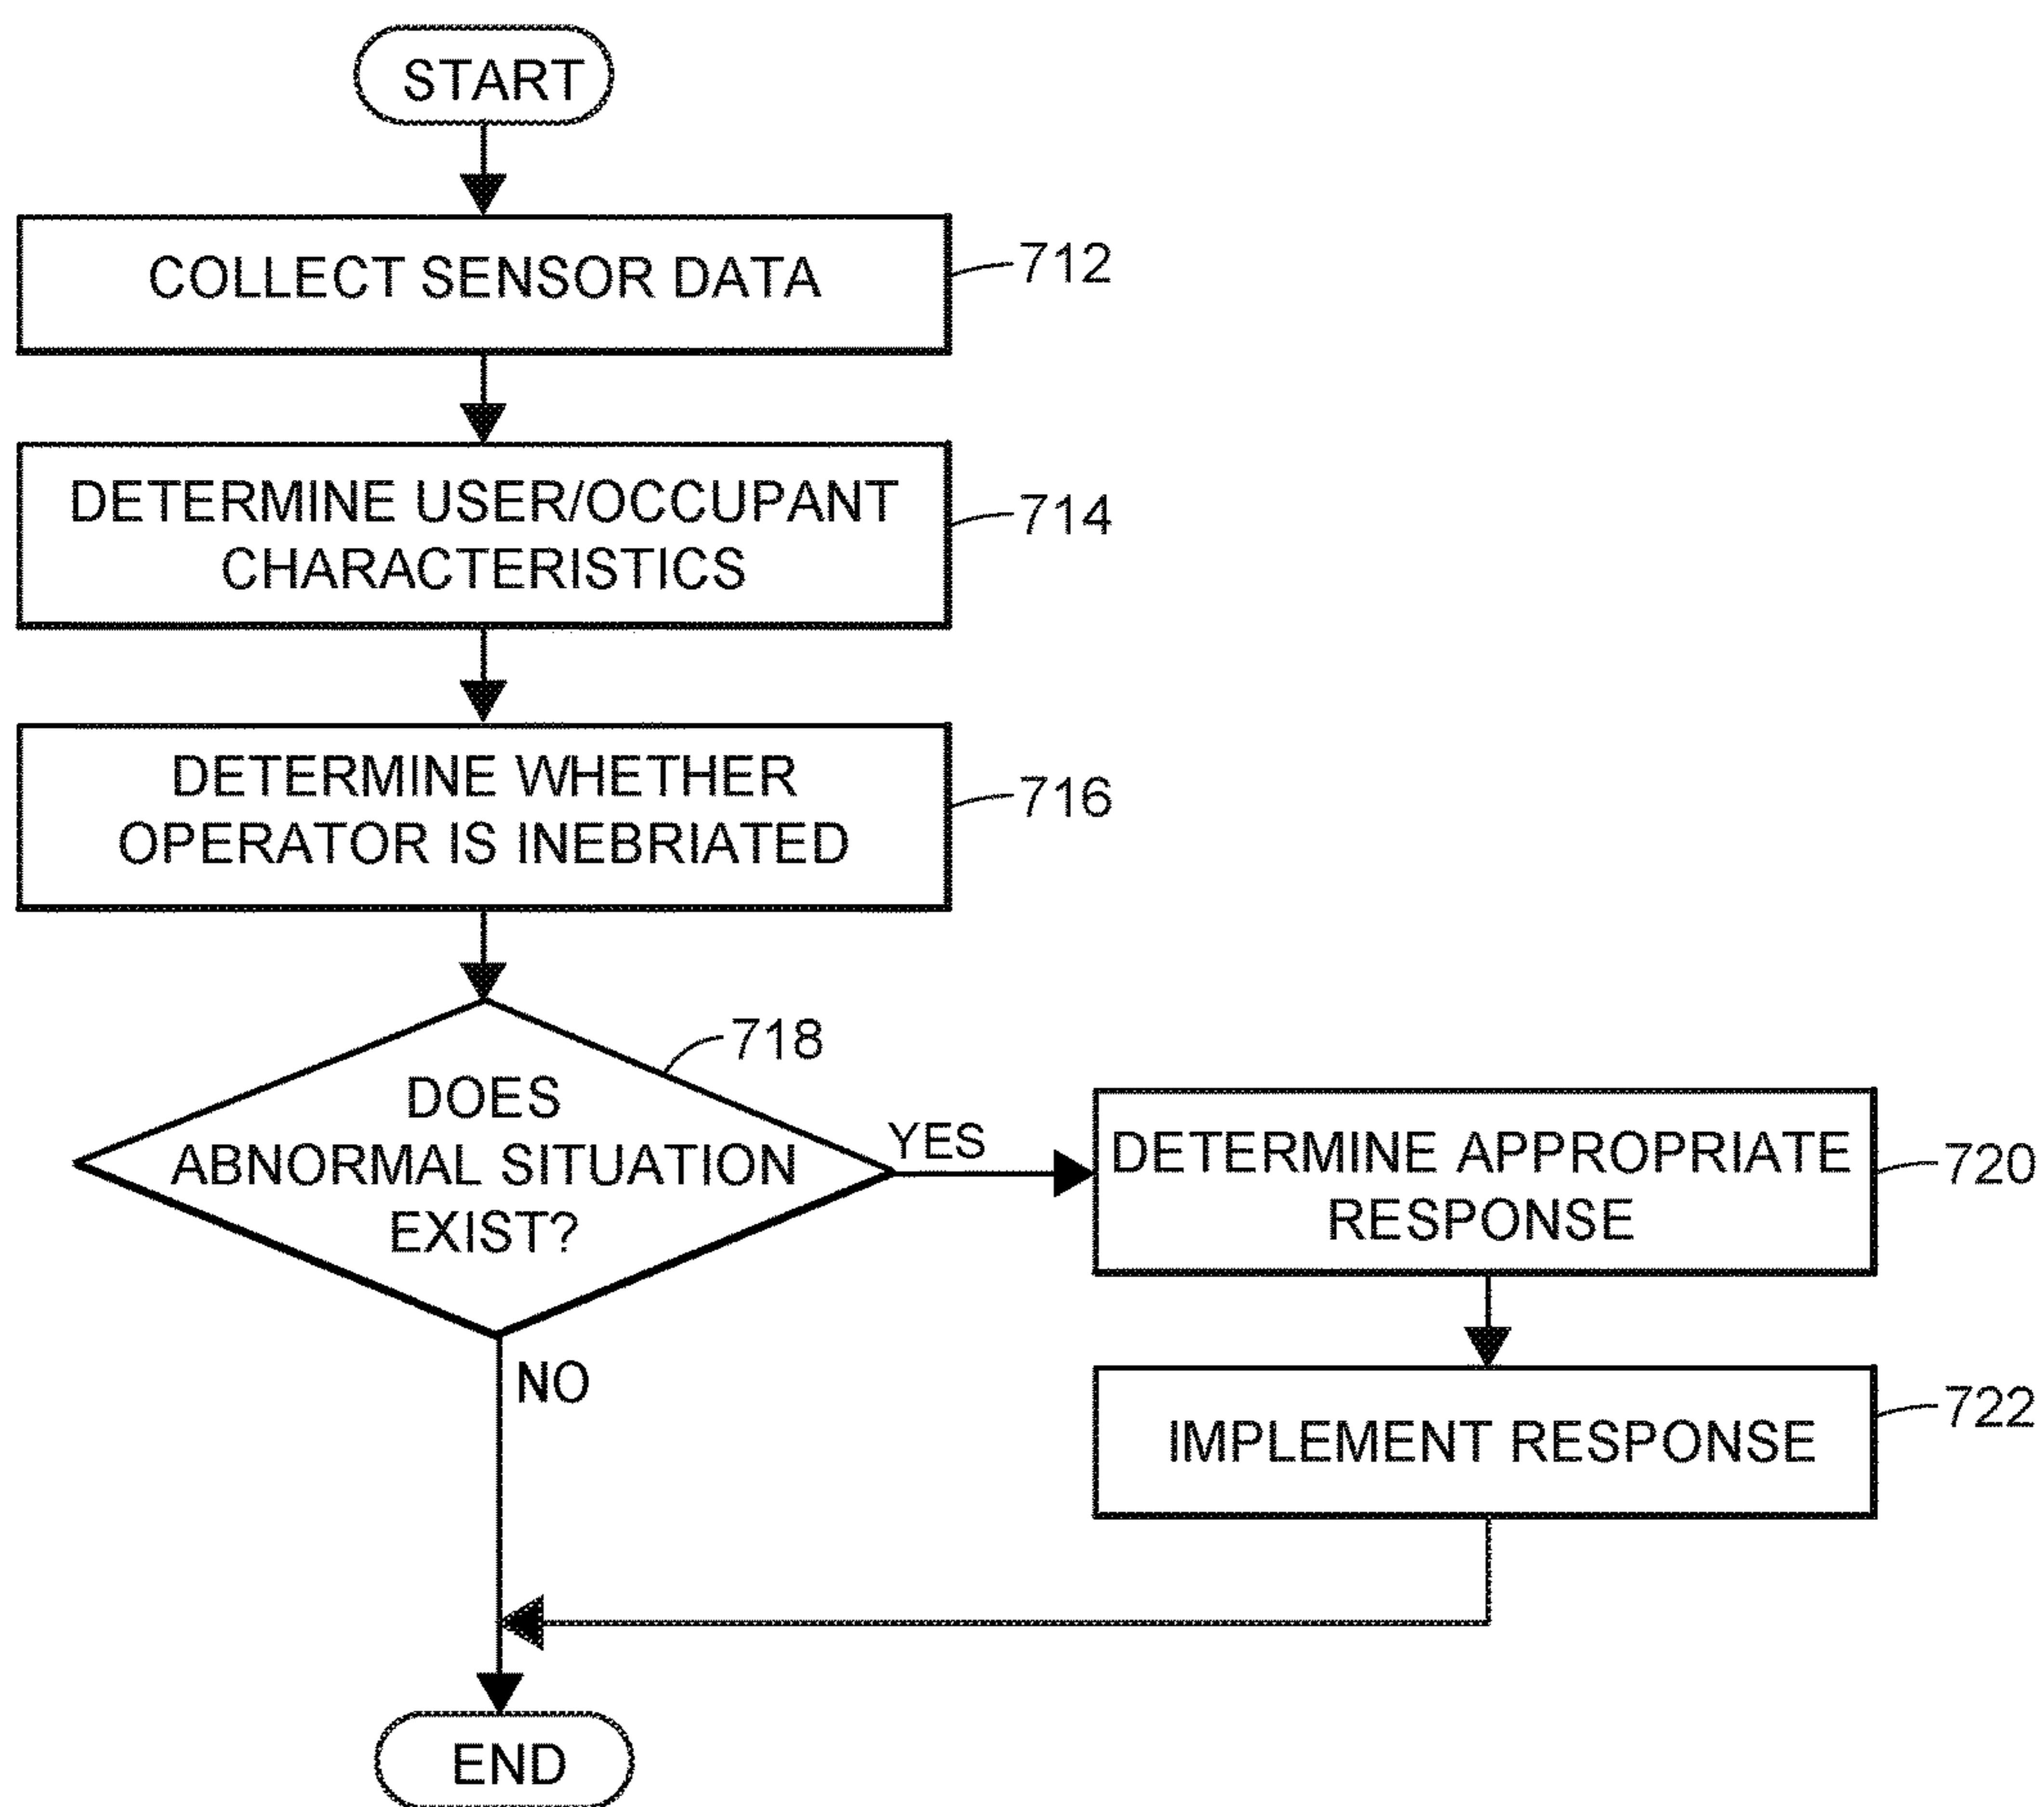 START
COLLECT SENSOR DATA
712
DETERMINE USER/OCCUPANT
CHARACTERISTICS
714
DETERMINE WHETHER
OPERATOR IS INEBRIATED
716
718
DOES
ABNORMAL SITUATION
EXIST?
YES
DETERMINE APPROPRIATE
RESPONSE
720
NO
IMPLEMENT RESPONSE
722
END